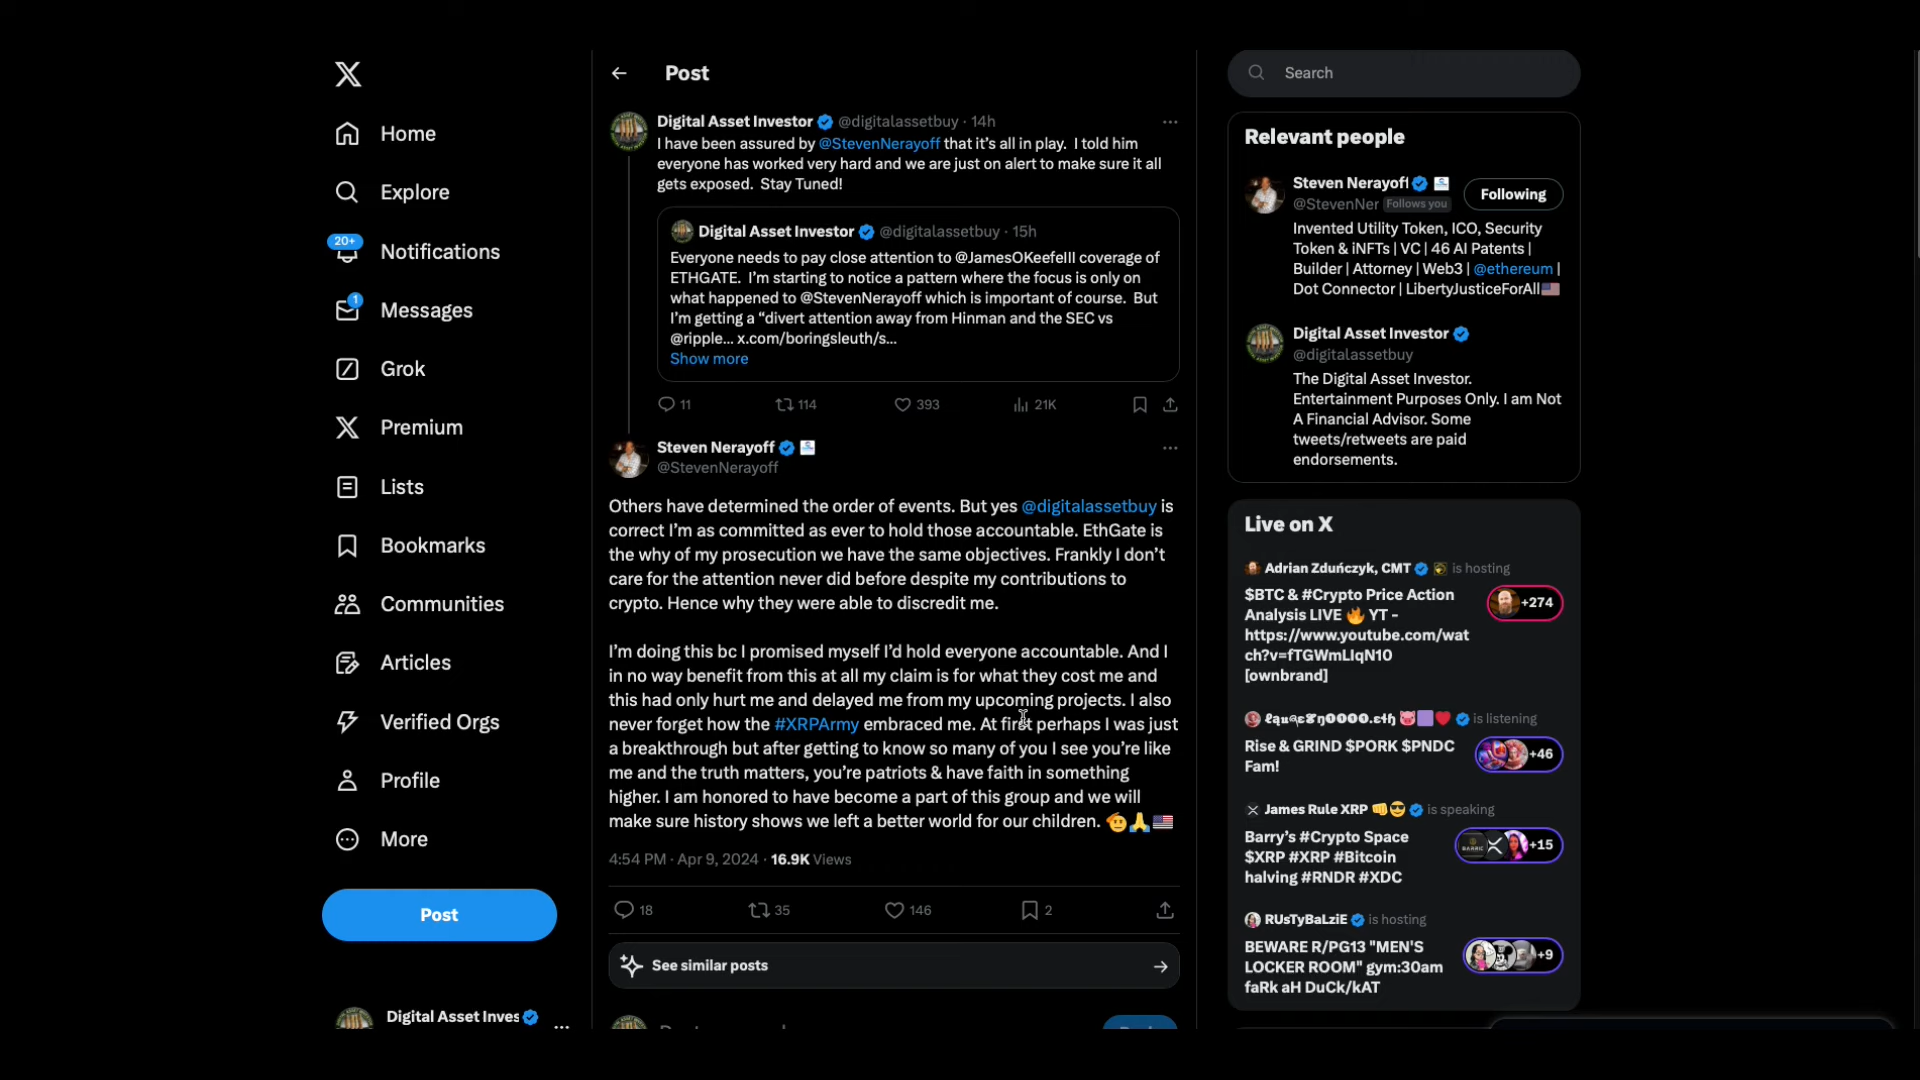 Home
Explore
20+
Notifications
1
Messages
Grok
Premium
Lists
Bookmarks
Communities
Articles
Verified Orgs
Profile
More
Post
Digital Asset Inves
Post
Digital Asset Investor @digitalassetbuy · 14h
I have been assured by @StevenNerayoff that it’s all in play. I told him
everyone has worked very hard and we are just on alert to make sure it all
gets exposed. Stay Tuned!
Digital Asset Investor @digitalassetbuy · 15h
Everyone needs to pay close attention to @JamesOKeefeIII coverage of
ETHGATE. I’m starting to notice a pattern where the focus is only on
what happened to @StevenNerayoff which is important of course. But
I’m getting a “divert attention away from Hinman and the SEC vs
@ripple... x.com/boringsleuth/s...
Show more
11 114 393 21K
Steven Nerayoff
@StevenNerayoff
Others have determined the order of events. But yes @digitalassetbuy is
correct I’m as committed as ever to hold those accountable. EthGate is
the why of my prosecution we have the same objectives. Frankly I don’t
care for the attention never did before despite my contributions to
crypto. Hence why they were able to discredit me.
I’m doing this bc I promised myself I’d hold everyone accountable. And I
in no way benefit from this at all my claim is for what they cost me and
this had only hurt me and delayed me from my upcoming projects. I also
never forget how the #XRPArmy embraced me. At first perhaps I was just
a breakthrough but after getting to know so many of you I see you’re like
me and the truth matters, you’re patriots & have faith in something
higher. I am honored to have become a part of this group and we will
make sure history shows we left a better world for our children. 🫡🙏🇺🇸
4:54 PM · Apr 9, 2024 · 16.9K Views
18 35 146 2
See similar posts
Search
Relevant people
Steven Nerayof
@StevenNer Follows you
Following
Invented Utility Token, ICO, Security
Token & iNFTs | VC | 46 AI Patents |
Builder | Attorney | Web3 | @ethereum |
Dot Connector | LibertyJusticeForAll🇺🇸
Digital Asset Investor
@digitalassetbuy
The Digital Asset Investor.
Entertainment Purposes Only. I am Not
A Financial Advisor. Some
tweets/retweets are paid
endorsements.
Live on X
Adrian Zduńczyk, CMT is hosting
$BTC & #Crypto Price Action
Analysis LIVE 🔥 YT -
https://www.youtube.com/wat
ch?v=fTGWmLIqN10
[ownbrand]
+274
is listening
Rise & GRIND $PORK $PNDC
Fam!
+46
James Rule XRP 👊😎 is speaking
Barry’s #Crypto Space
$XRP #XRP #Bitcoin
halving #RNDR #XDC
+15
RUsTyBaLziE is hosting
BEWARE R/PG13 "MEN'S
LOCKER ROOM" gym:30am
faRk aH DuCk/kAT
+9